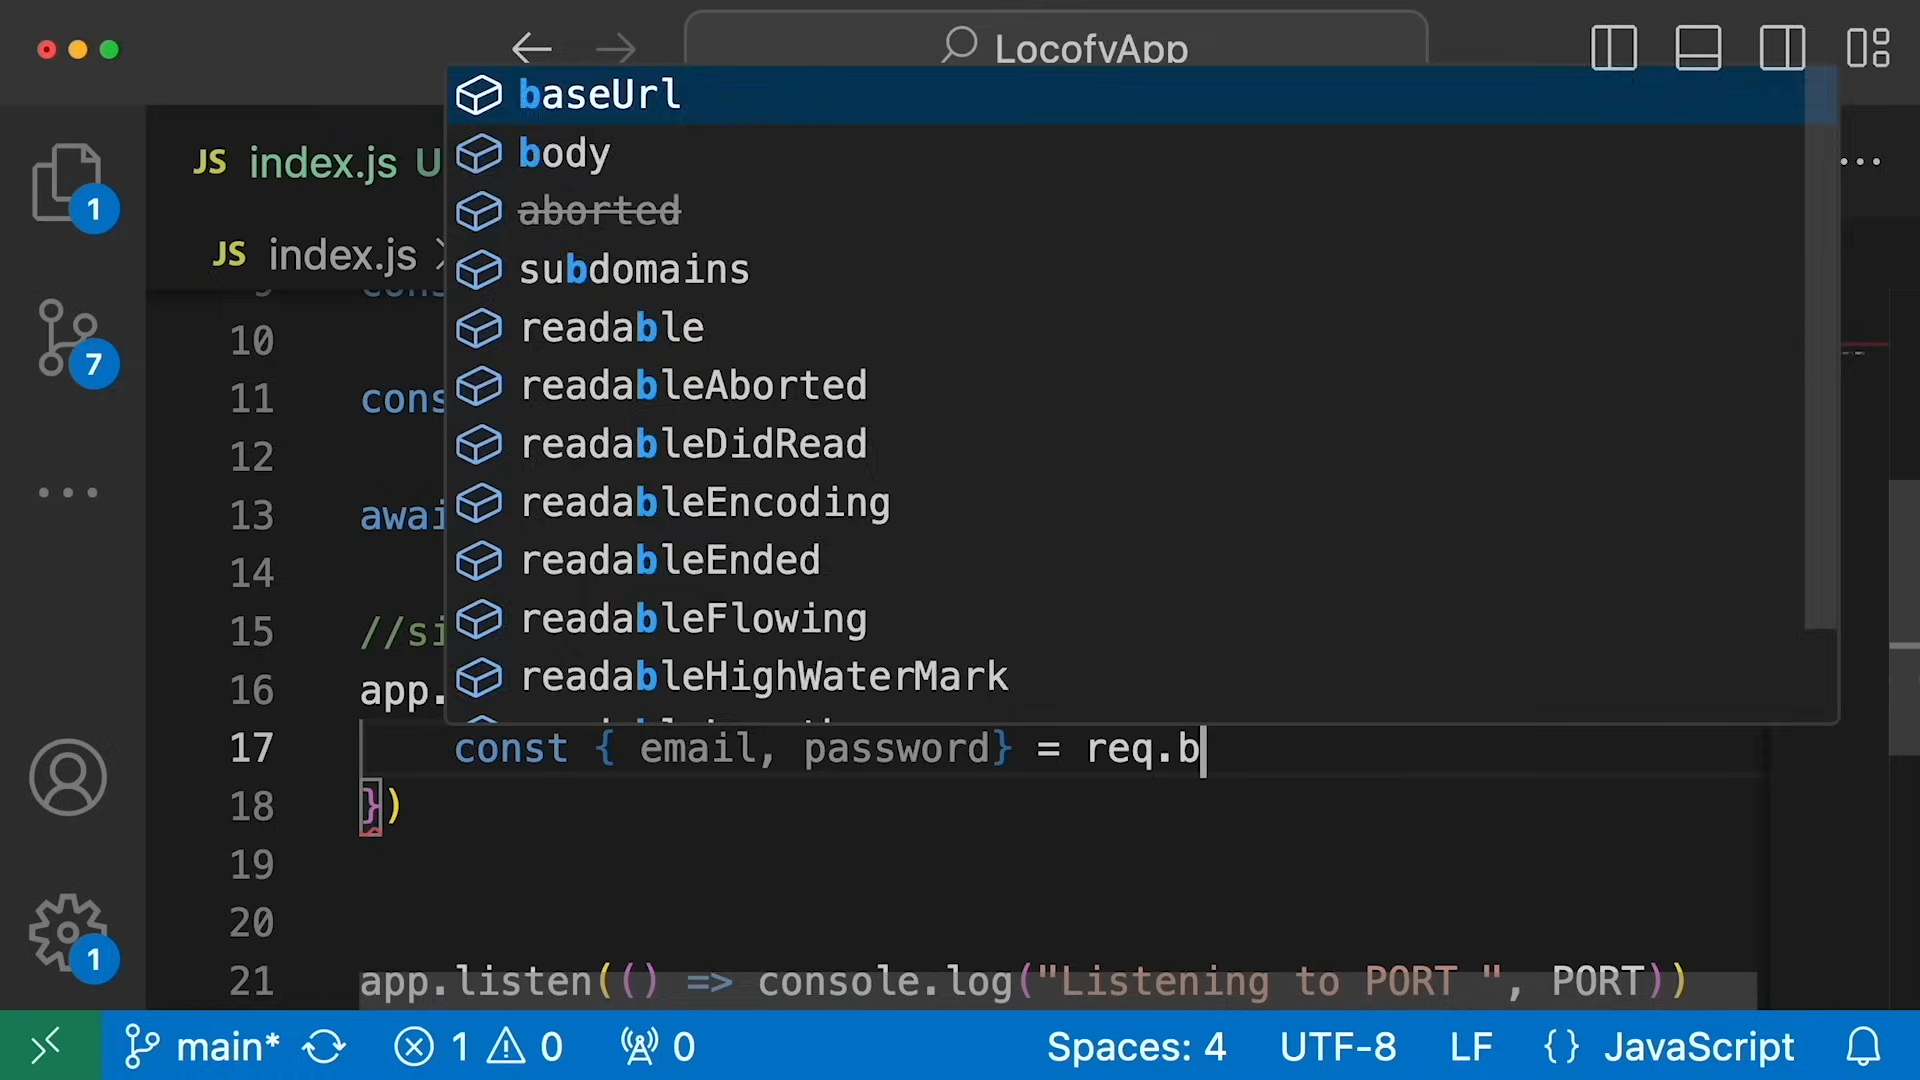 LocofyApp
baseUrl
body
aborted
subdomains
readable
readableAborted
readableDidRead
readableEncoding
readableEnded
readableFlowing
readableHighWaterMark
JS index.js U
JS index.js >
1
7
1
9 cons
10
11 cons
12
13 awai
14
15 //si
16 app.
17 const { email, password} = req.b
18 })
19
20
21 app.listen(() => console.log("Listening to PORT ", PORT))
main* 1 0 0 Spaces: 4 UTF-8 LF {} JavaScript